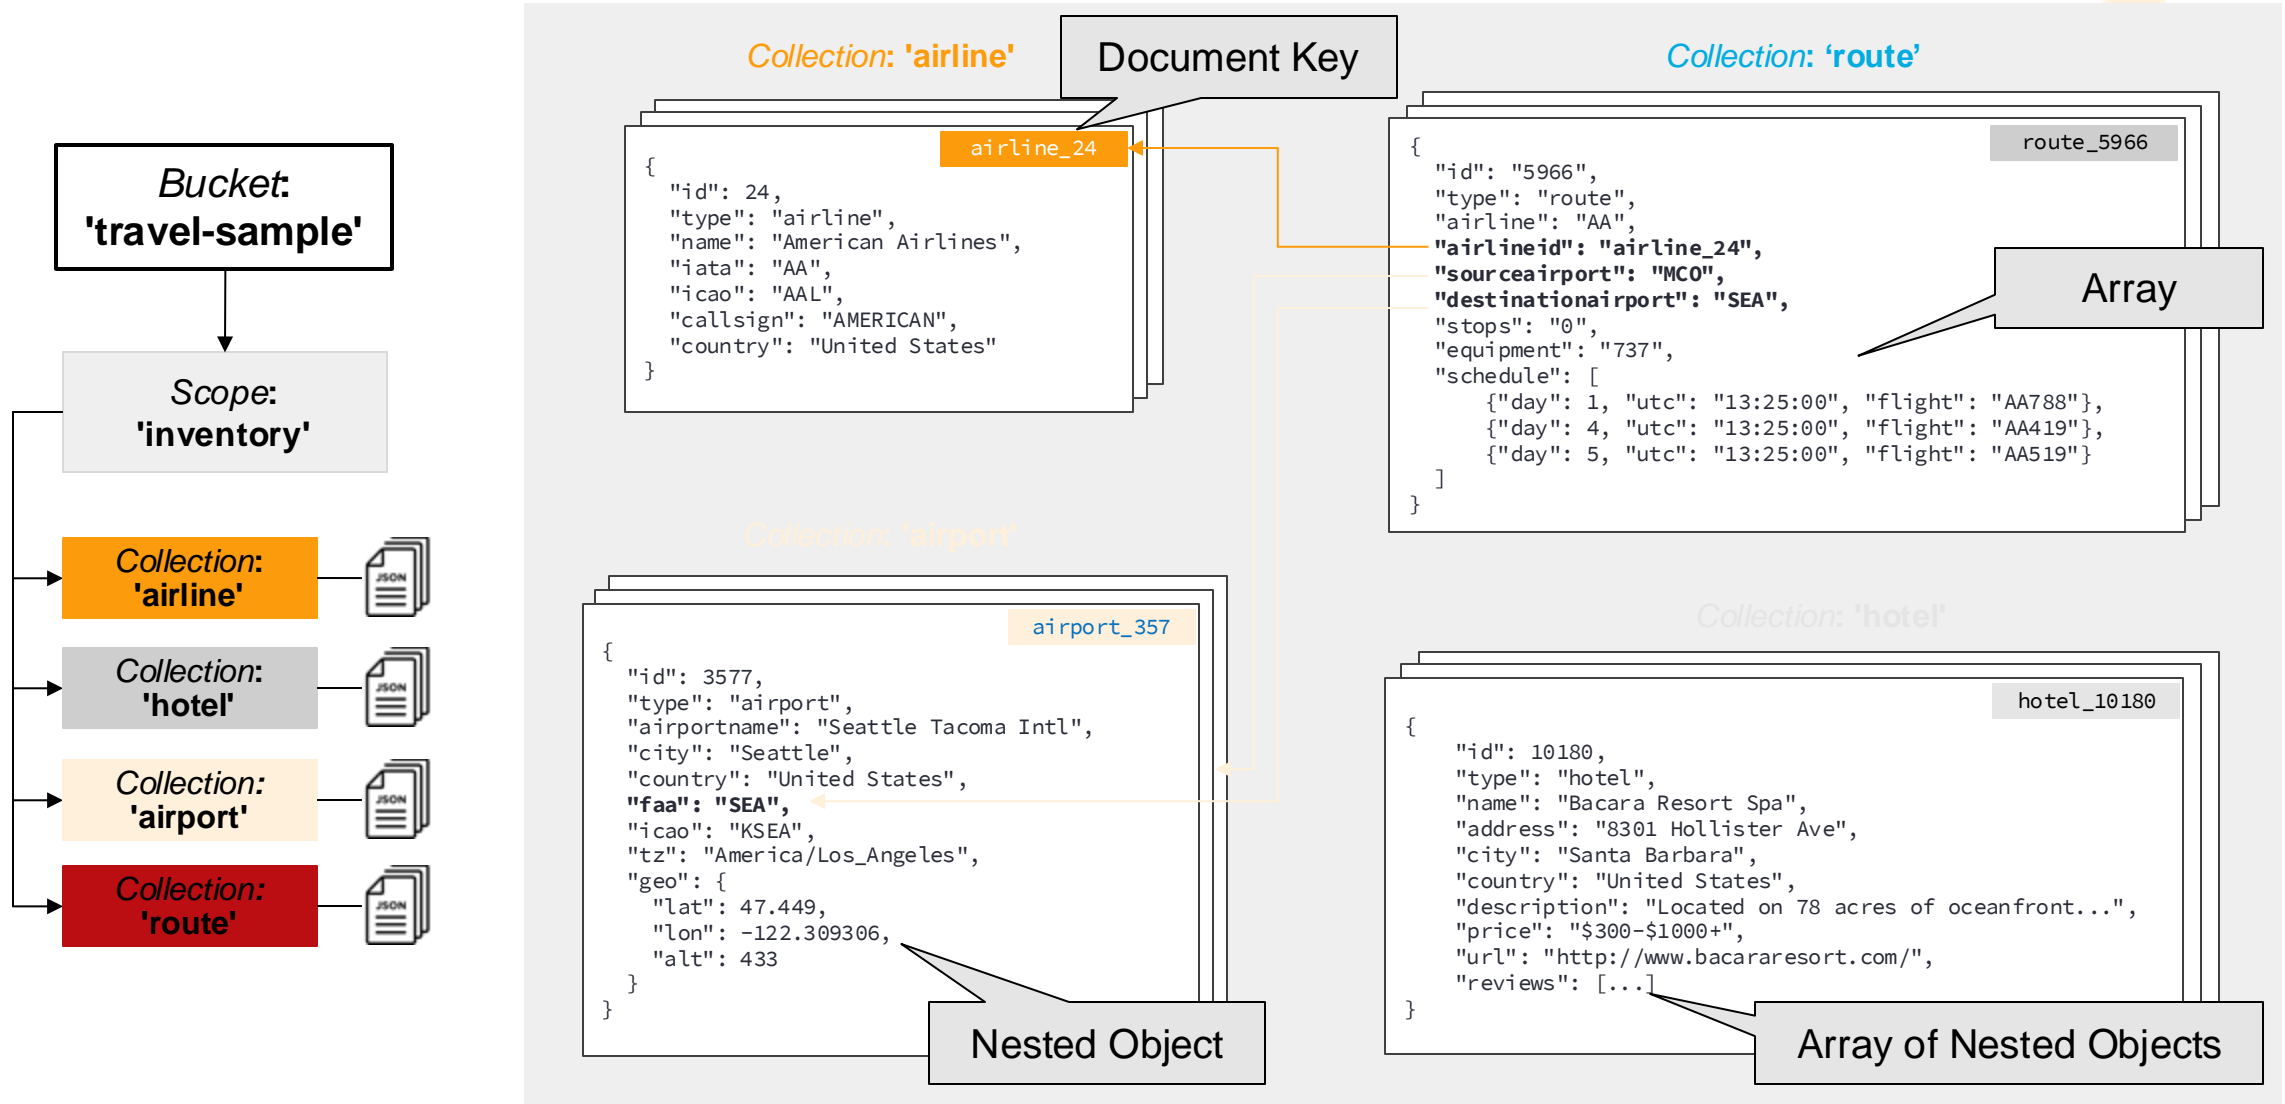 Bucket:
'travel-sample'
Scope:
'inventory'
Collection:
'airline'
JSON
Collection:
'hotel'
JSON
Collection:
'airport'
JSON
Collection:
'route'
JSON
Collection: 'airline'
Document Key
airline_24
{
"id": 24,
"type": "airline",
"name": "American Airlines",
"iata": "AA",
"icao": "AAL",
"callsign": "AMERICAN",
"country": "United States"
}
Collection: ‘route’
route_5966
{
"id": "5966",
"type": "route",
"airline": "AA",
"airlineid": "airline_24",
"sourceairport": "MCO",
"destinationairport": "SEA",
"stops": "0",
"equipment": "737",
"schedule": [
{"day": 1, "utc": "13:25:00", "flight": "AA788"},
{"day": 4, "utc": "13:25:00", "flight": "AA419"},
{"day": 5, "utc": "13:25:00", "flight": "AA519"}
]
}
Array
Collection: 'airport'
airport_357
{
"id": 3577,
"type": "airport",
"airportname": "Seattle Tacoma Intl",
"city": "Seattle",
"country": "United States",
"faa": "SEA",
"icao": "KSEA",
"tz": "America/Los_Angeles",
"geo": {
"lat": 47.449,
"lon": -122.309306,
"alt": 433
}
}
Nested Object
Collection: 'hotel'
hotel_10180
{
"id": 10180,
"type": "hotel",
"name": "Bacara Resort Spa",
"address": "8301 Hollister Ave",
"city": "Santa Barbara",
"country": "United States",
"description": "Located on 78 acres of oceanfront...",
"price": "$300-$1000+",
"url": "http://www.bacararesort.com/",
"reviews": [...]
}
Array of Nested Objects